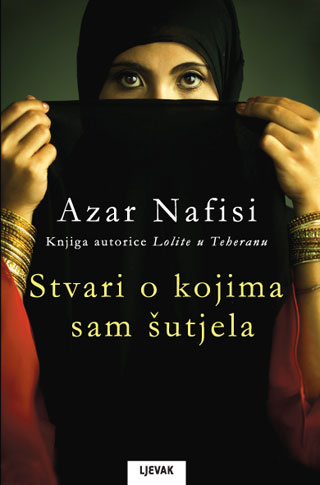 Azar Nafisi
Knjiga autorice Lolite u Teheranu
Stvari o kojima
sam šutjela
LJEVAK